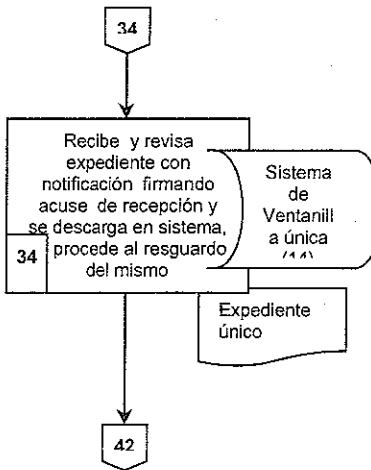 34
Recibe y revisa
expediente con
notificación firmando
acuse de recepción y
se descarga en sistema,
34 procede al resguardo
del mismo
Sistema
de
Ventanill
a única
(14)
Expediente
único
42